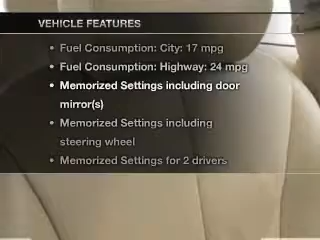 VEHICLE FEATURES
• Fuel Consumption: City: 17 mpg
• Fuel Consumption: Highway: 24 mpg
• Memorized Settings including door
mirror(s)
• Memorized Settings including
steering wheel
• Memorized Settings for 2 drivers